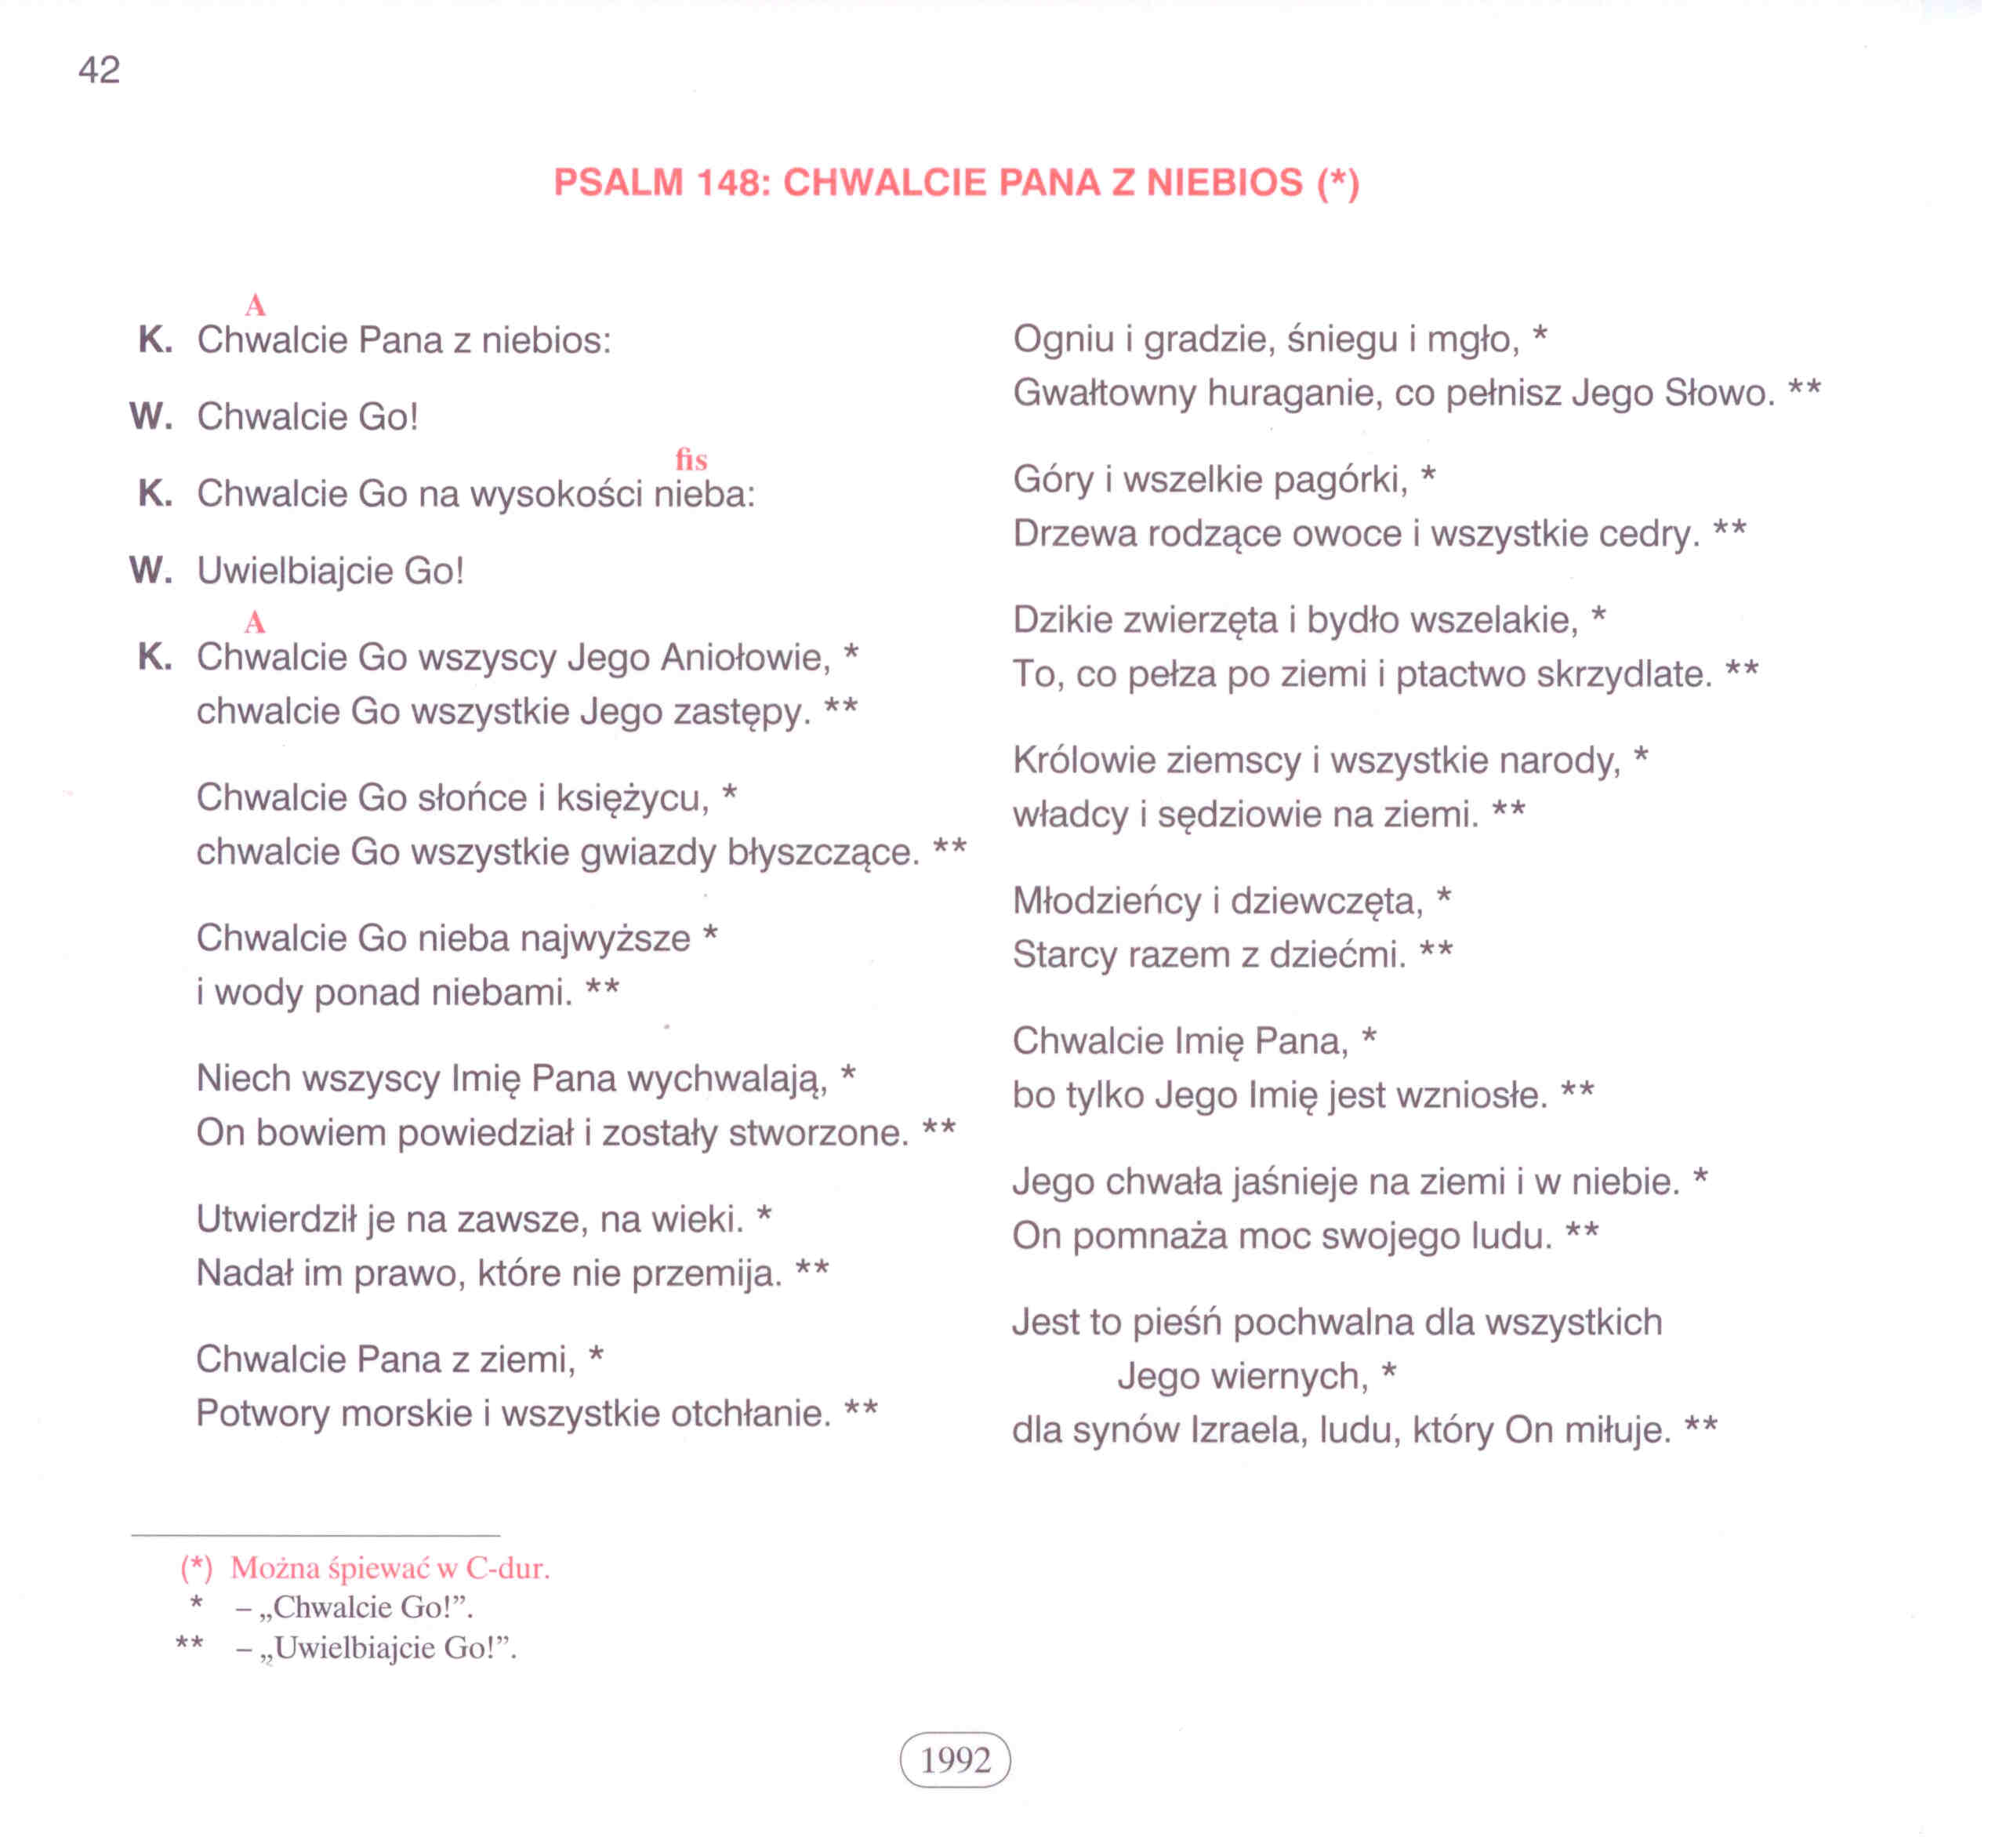 42
PSALM 148: CHWALCIE PANA Z NIEBIOS (*)
A
K. Chwalcie Pana z niebios:
W. Chwalcie Go!
fis
K. Chwalcie Go na wysokości nieba:
W. Uwielbiajcie Go!
A
K. Chwalcie Go wszyscy Jego Aniołowie, *
chwalcie Go wszystkie Jego zastępy. **
Chwalcie Go słońce i księżycu, *
chwalcie Go wszystkie gwiazdy błyszczące. **
Chwalcie Go nieba najwyższe *
i wody ponad niebami. **
Niech wszyscy Imię Pana wychwalają, *
On bowiem powiedział i zostały stworzone. **
Utwierdził je na zawsze, na wieki. *
Nadał im prawo, które nie przemija. **
Chwalcie Pana z ziemi, *
Potwory morskie i wszystkie otchłanie. **
Ogniu i gradzie, śniegu i mgło, *
Gwałtowny huraganie, co pełnisz Jego Słowo. **
Góry i wszelkie pagórki, *
Drzewa rodzące owoce i wszystkie cedry. **
Dzikie zwierzęta i bydło wszelakie, *
To, co pełza po ziemi i ptactwo skrzydlate. **
Królowie ziemscy i wszystkie narody, *
władcy i sędziowie na ziemi. **
Młodzieńcy i dziewczęta, *
Starcy razem z dziećmi. **
Chwalcie Imię Pana, *
bo tylko Jego Imię jest wzniosłe. **
Jego chwała jaśnieje na ziemi i w niebie. *
On pomnaża moc swojego ludu. **
Jest to pieśń pochwalna dla wszystkich
Jego wiernych, *
dla synów Izraela, ludu, który On miłuje. **
(*) Można śpiewać w C-dur.
* – „Chwalcie Go!”.
** – „Uwielbiajcie Go!”.
1992